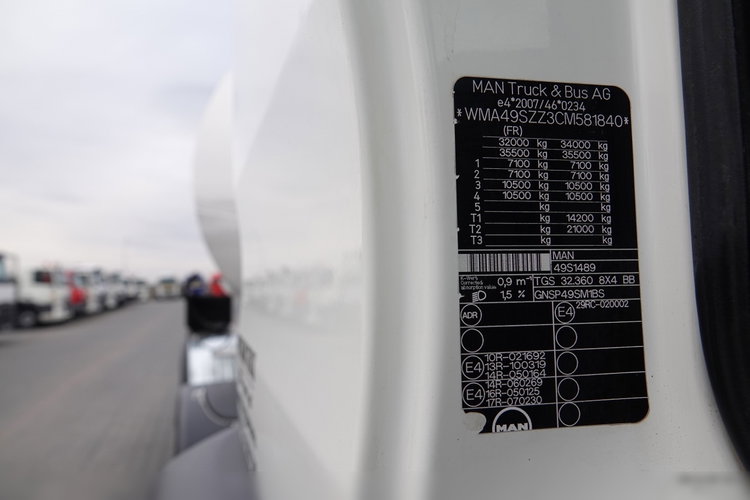 MAN Truck & Bus AG
e4*2007/46*0234
*WMA49SZZ3CM581840*
(FR)
32000 kg 34000 kg
35500 kg 35500 kg
1 7100 kg 7100 kg
2 7100 kg 7100 kg
3 10500 kg 10500 kg
4 10500 kg 10500 kg
5 kg kg
T1 kg 14200 kg
T2 kg 21000 kg
T3 kg kg
MAN
49S1489
K-Wert
Corrected
absorption value
0,9 m⁻¹
TGS 32.360 8X4 BB
1,5 %
GNSP49SM1BS
ADR
E4 29RC-020002
10R-021692
E4 13R-100319
14R-050164
14R-060269
E4 16R-050125
17R-070230
MAN